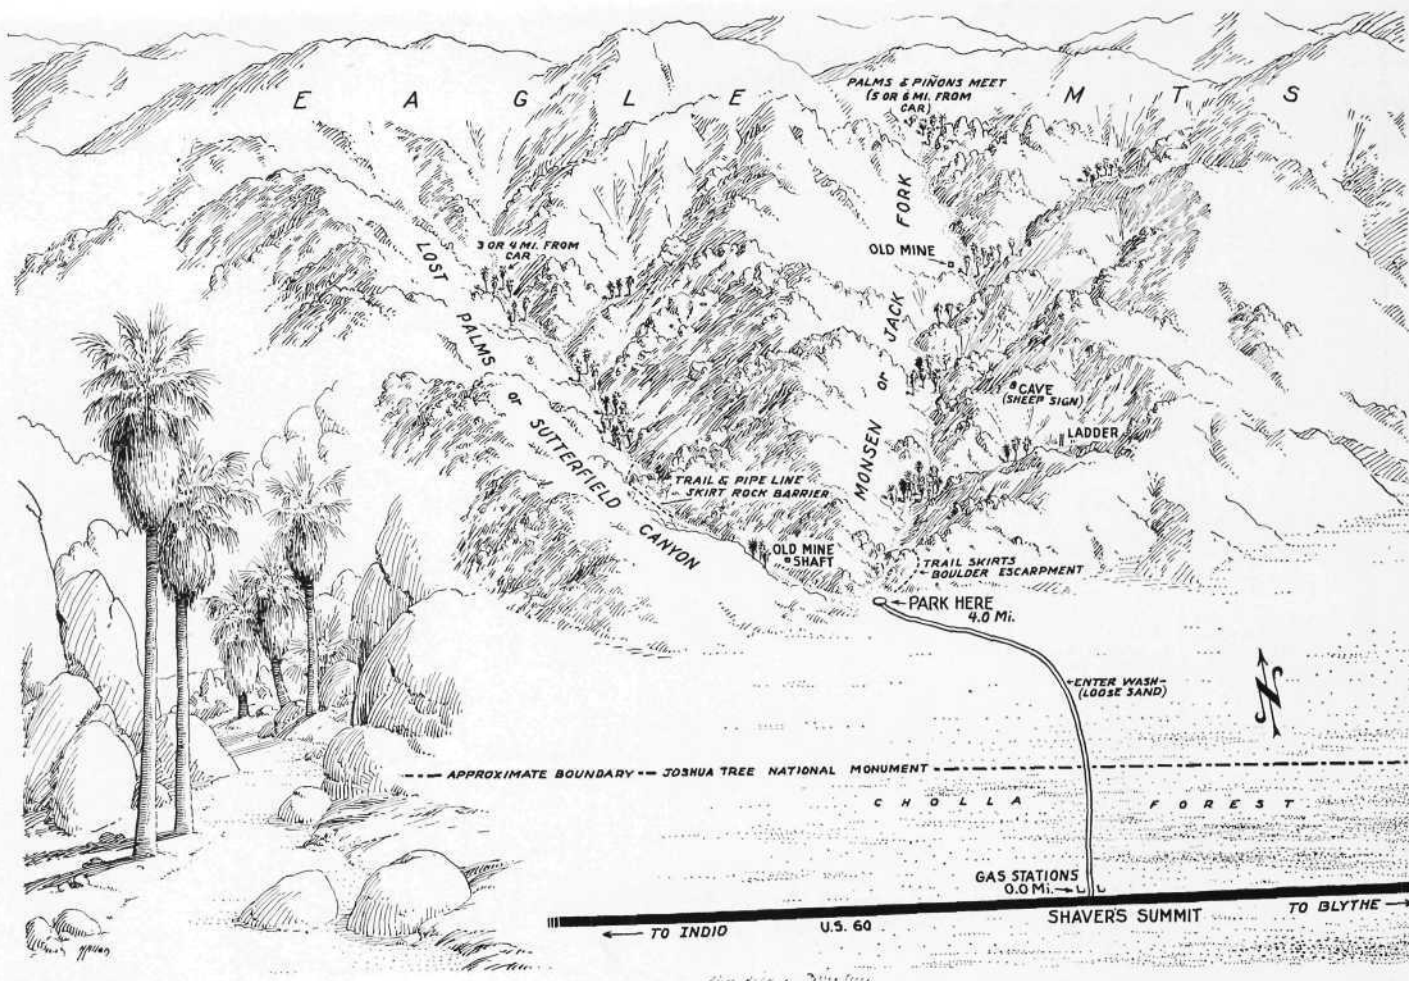 E A G L E M T S
PALMS & PIÑONS MEET
(5 OR 6 MI. FROM
CAR)
LOST PALMS or SUTTERFIELD CANYON
3 OR 4 MI. FROM
CAR
MONSEN or JACK FORK
OLD MINE
CAVE
(SHEEP SIGN)
LADDER
TRAIL & PIPE LINE
SKIRT ROCK BARRIER
OLD MINE
SHAFT
TRAIL SKIRTS
BOULDER ESCARPMENT
PARK HERE
4.0 Mi.
ENTER WASH-
(LOOSE SAND)
N
APPROXIMATE BOUNDARY -- JOSHUA TREE NATIONAL MONUMENT
CHOLLA FOREST
GAS STATIONS
0.0 Mi.
SHAVER'S SUMMIT
TO BLYTHE
U.S. 60
TO INDIO